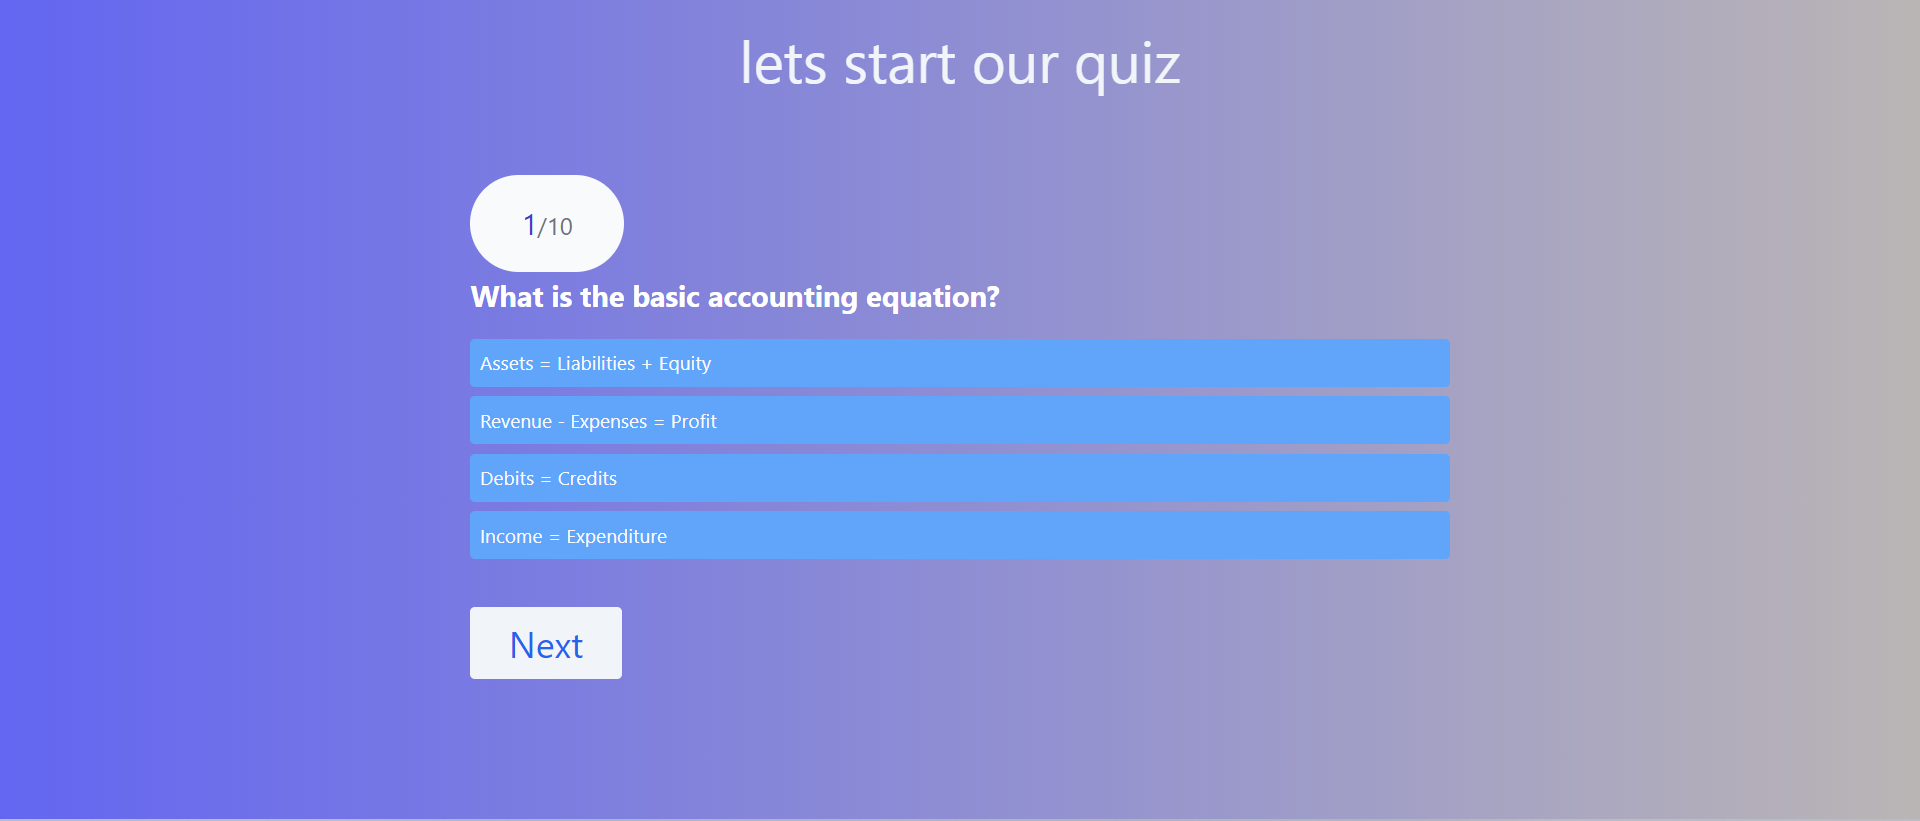 lets start our quiz
1/10
What is the basic accounting equation?
Assets = Liabilities + Equity
Revenue - Expenses = Profit
Debits = Credits
Income = Expenditure
Next